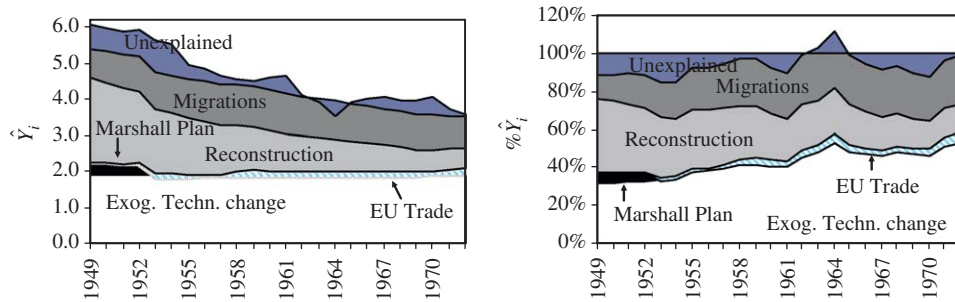 6.0
5.0
4.0
3.0
2.0
1.0
0.0
Ŷi
Unexplained
Migrations
Marshall Plan
Reconstruction
Exog. Techn. change
EU Trade
1949
1952
1955
1958
1961
1964
1967
1970
120%
100%
80%
60%
40%
20%
0%
%Ŷi
Unexplained
Migrations
Reconstruction
EU Trade
Marshall Plan
Exog. Techn. change
1949
1952
1955
1958
1961
1964
1967
1970